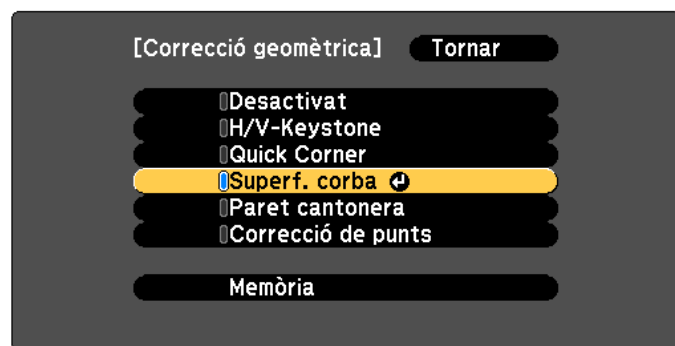 [Correcció geomètrica] Tornar
Desactivat
H/V-Keystone
Quick Corner
Superf. corba
Paret cantonera
Correcció de punts
Memòria